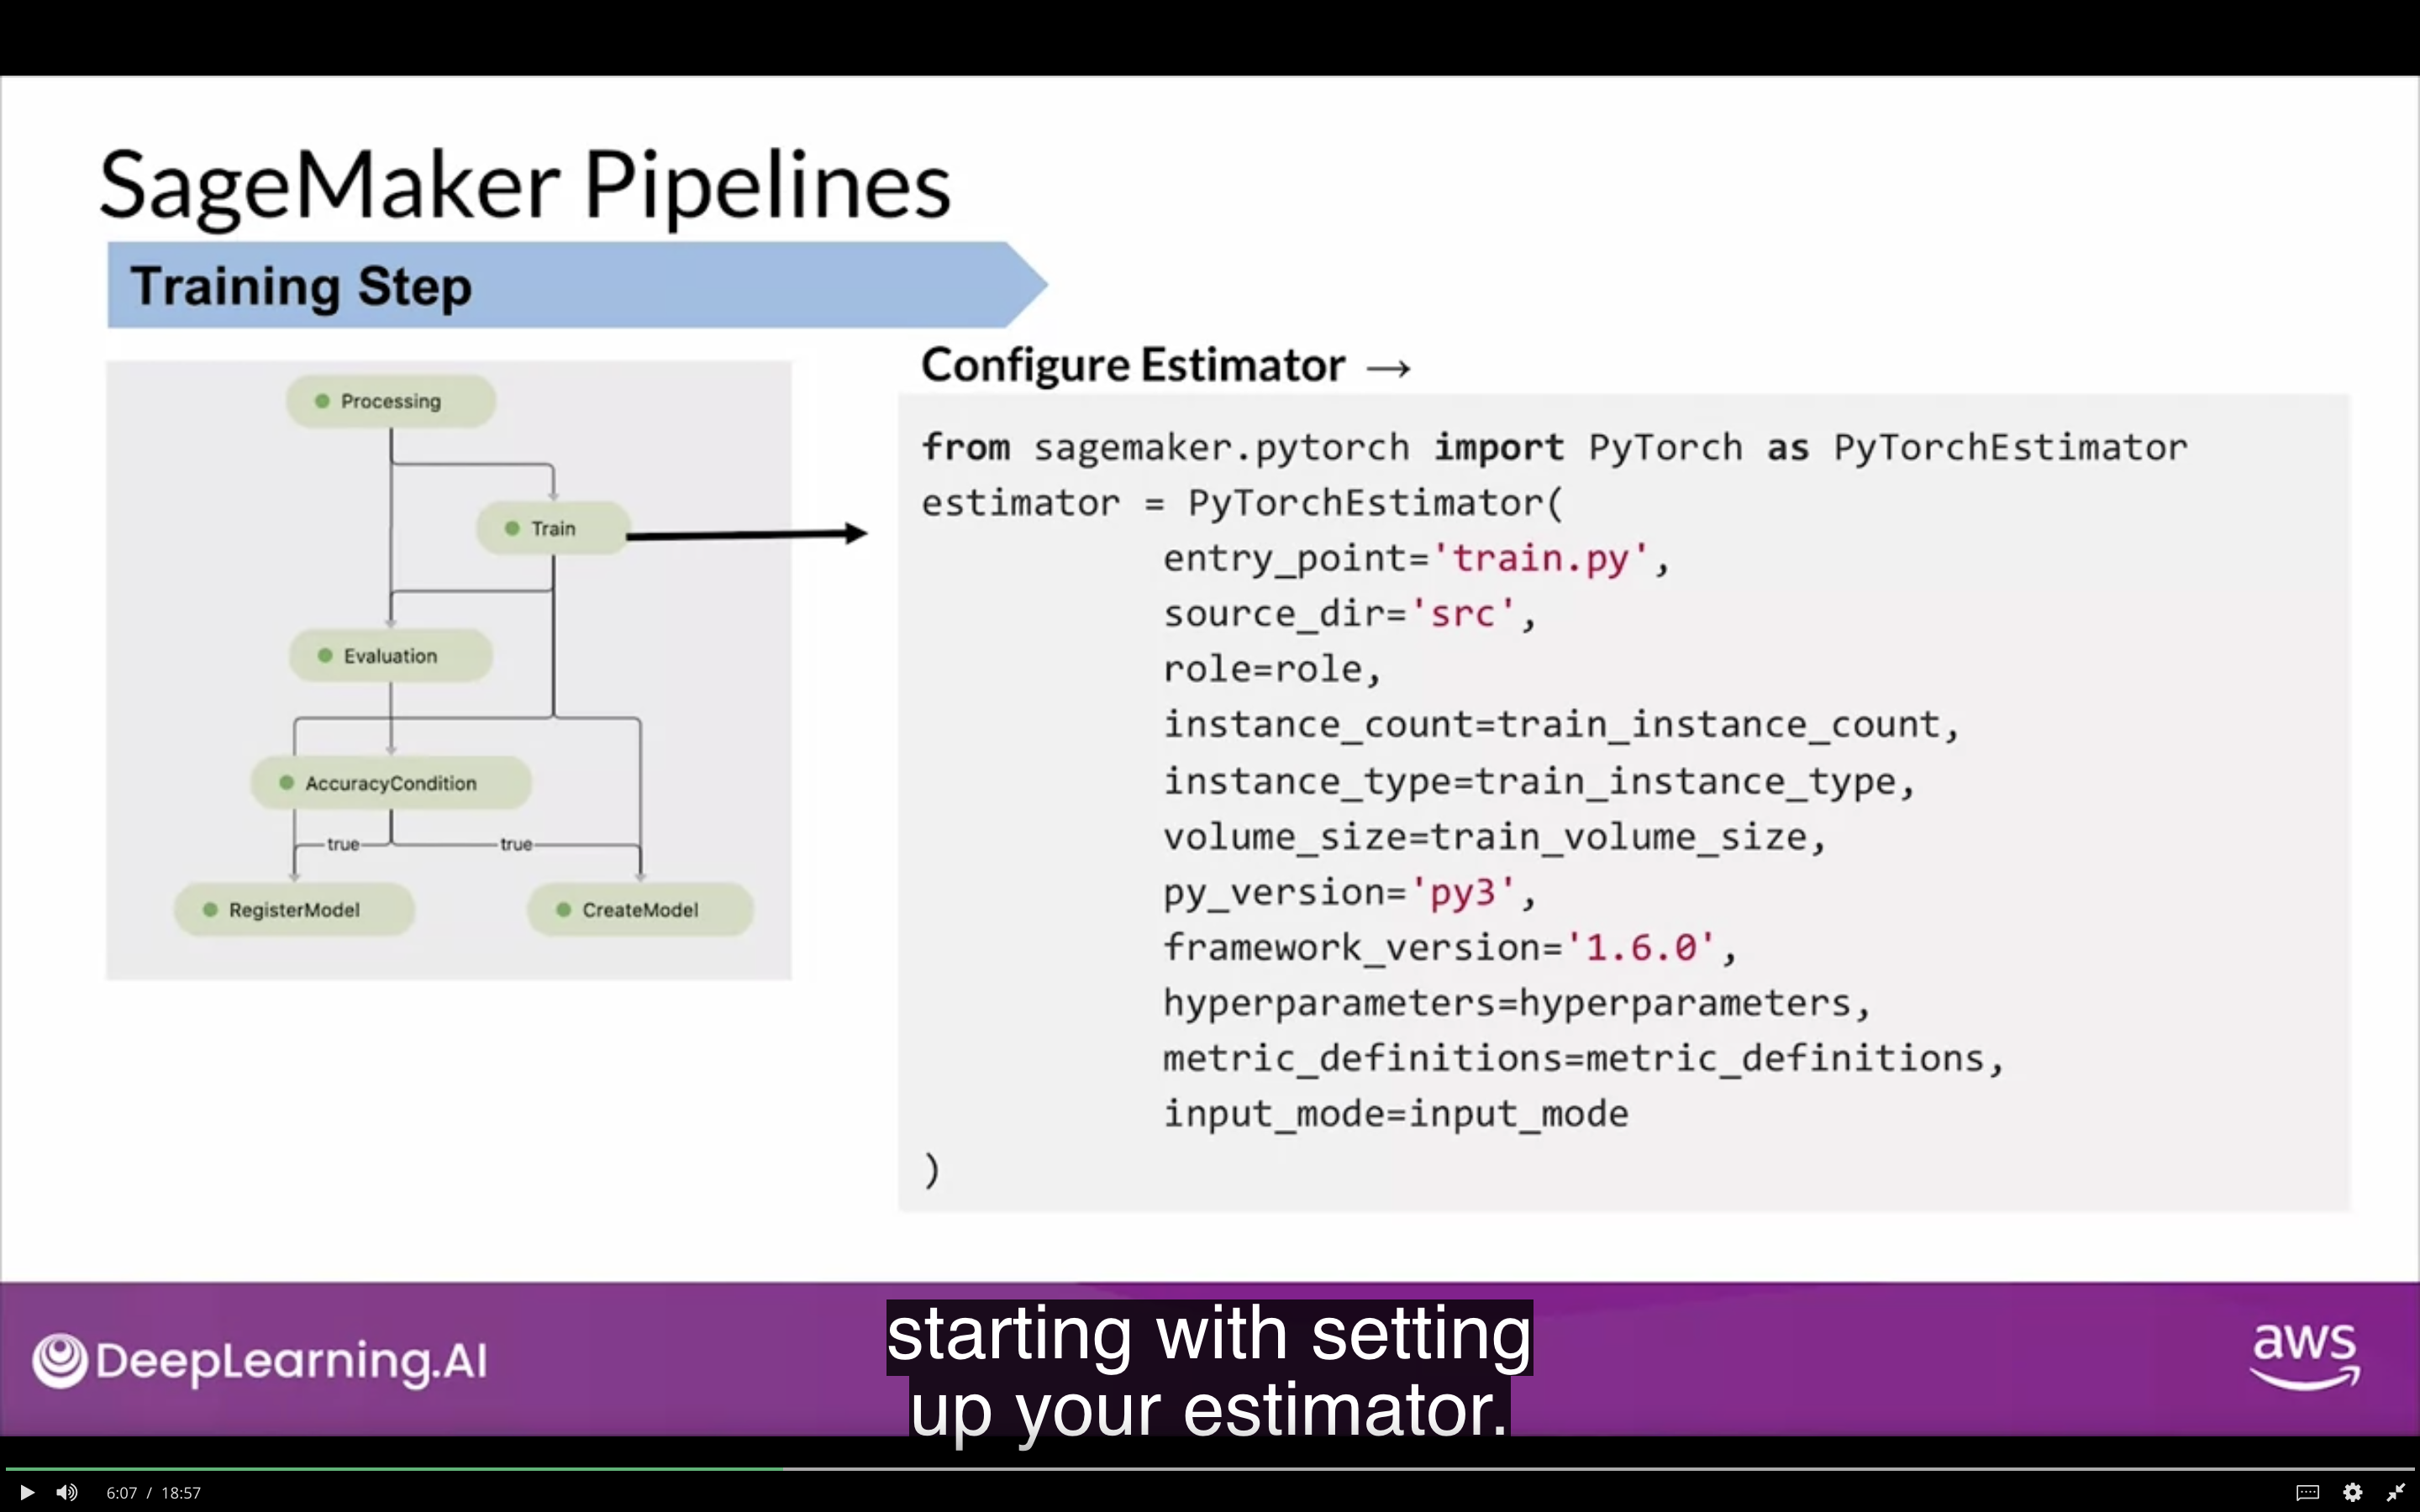 SageMaker Pipelines
Training Step
Processing
Train
Evaluation
AccuracyCondition
true
true
RegisterModel
CreateModel
Configure Estimator →
from sagemaker.pytorch import PyTorch as PyTorchEstimator
estimator = PyTorchEstimator(
entry_point='train.py',
source_dir='src',
role=role,
instance_count=train_instance_count,
instance_type=train_instance_type,
volume_size=train_volume_size,
py_version='py3',
framework_version='1.6.0',
hyperparameters=hyperparameters,
metric_definitions=metric_definitions,
input_mode=input_mode
)
DeepLearning.AI
starting with setting
up your estimator.
aws
6:07 / 18:57